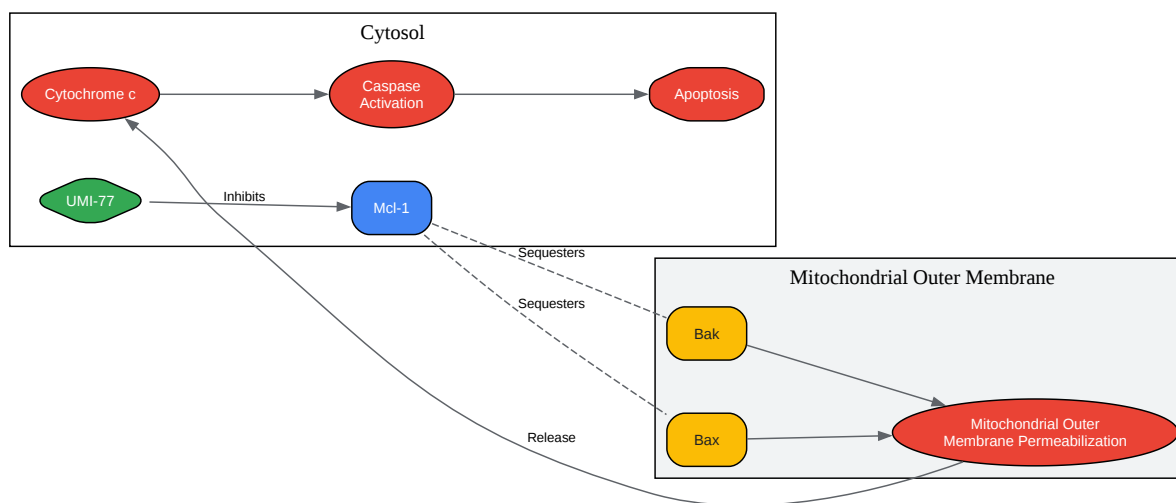 Cytosol
Cytochrome c
Caspase
Activation
Apoptosis
UMI-77
Inhibits
Mcl-1
Sequesters
Mitochondrial Outer Membrane
Sequesters
Bak
Mitochondrial Outer
Membrane Permeabilization
Bax
Release